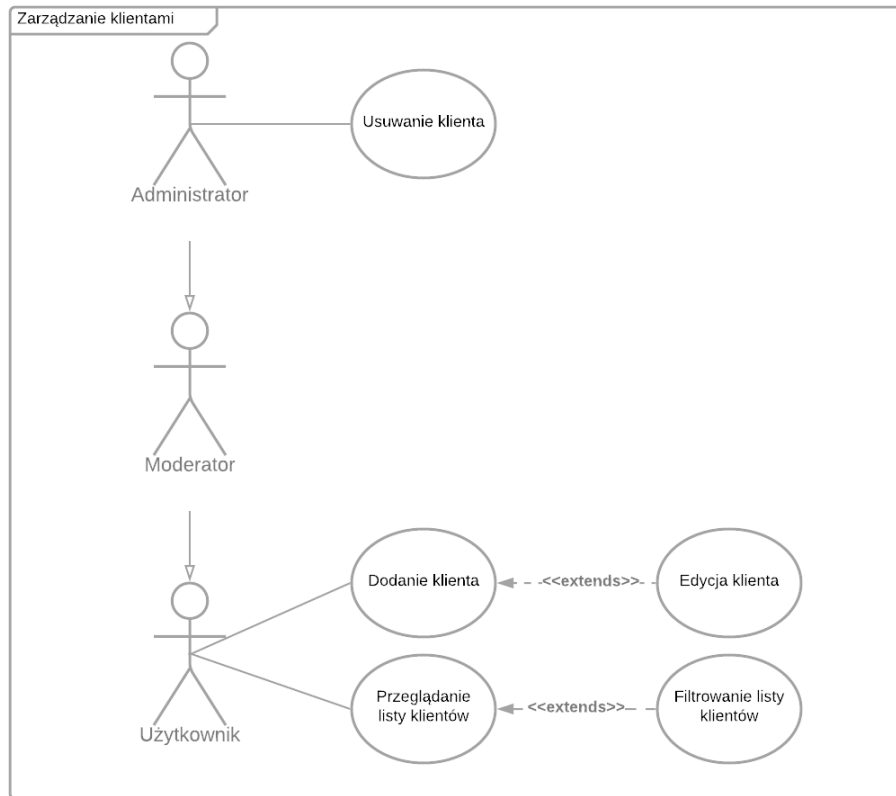 Zarządzanie klientami
Usuwanie klienta
Administrator
Moderator
Dodanie klienta
<<extends>>
Edycja klienta
Przeglądanie
listy klientów
<<extends>>
Filtrowanie listy
klientów
Użytkownik